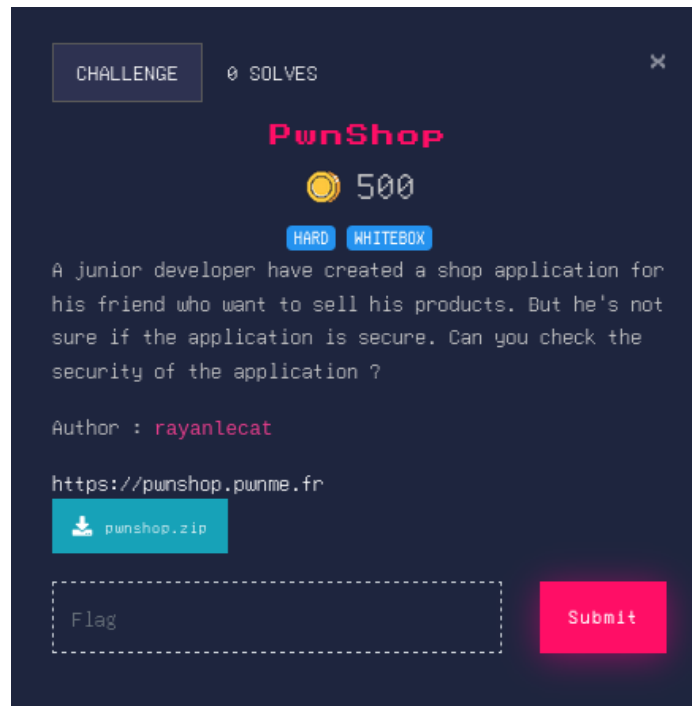 CHALLENGE
0 SOLVES
×
PwnShop
500
HARD
WHITEBOX
A junior developer have created a shop application for
his friend who want to sell his products. But he's not
sure if the application is secure. Can you check the
security of the application ?
Author : rayanlecat
https://pwnshop.pwnme.fr
pwnshop.zip
Flag
Submit